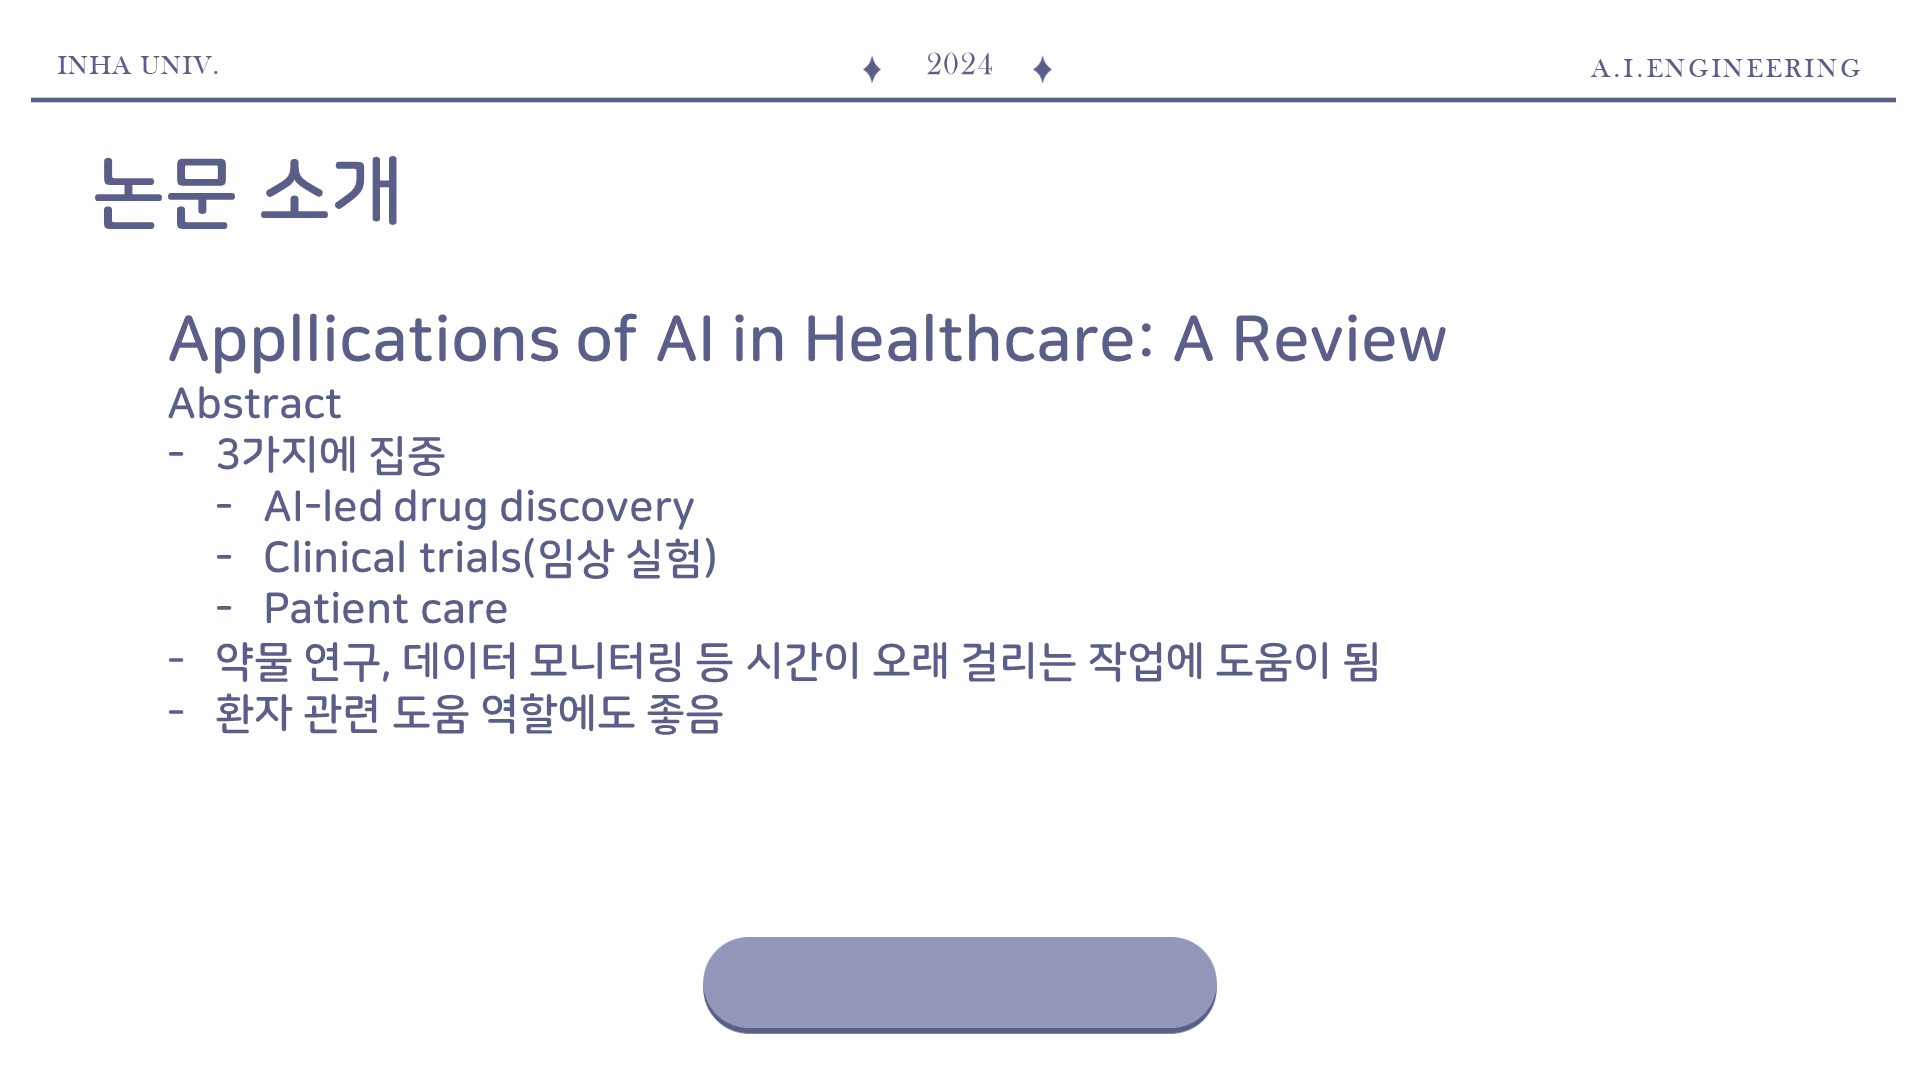 INHA UNIV.
2024
A.I.ENGINEERING
논문 소개
Appllications of AI in Healthcare: A Review
Abstract
- 3가지에 집중
- AI-led drug discovery
- Clinical trials(임상 실험)
- Patient care
- 약물 연구, 데이터 모니터링 등 시간이 오래 걸리는 작업에 도움이 됨
- 환자 관련 도움 역할에도 좋음